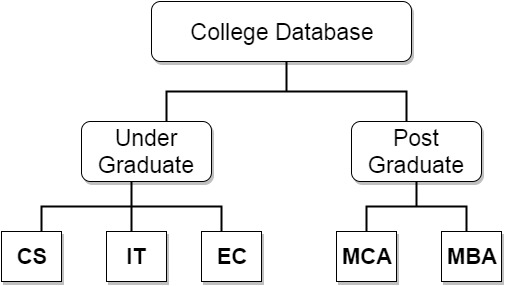 College Database
Under
Graduate
Post
Graduate
CS
IT
EC
MCA
MBA